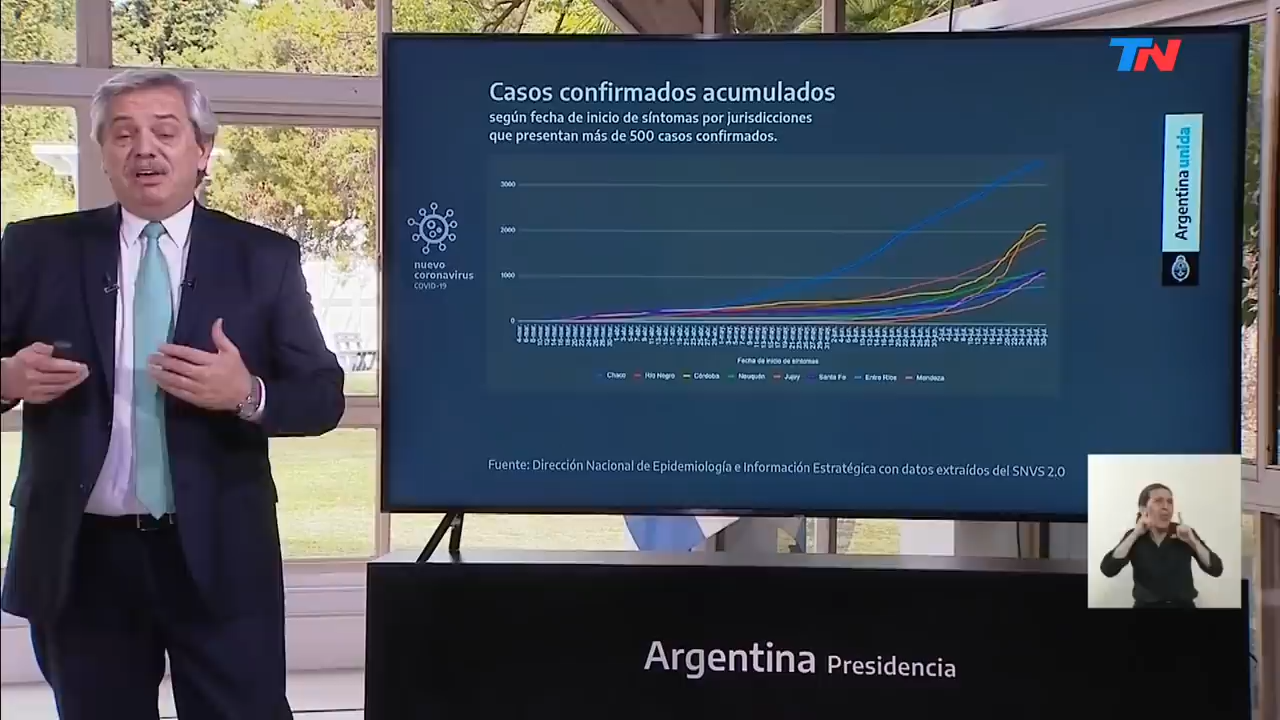 TN
Casos confirmados acumulados
según fecha de inicio de síntomas por jurisdicciones
que presentan más de 500 casos confirmados.
Argentina unida
nuevo
coronavirus
COVID-19
3000
2000
1000
0
Fecha de inicio de síntomas
Chaco Río Negro Córdoba Neuquén Jujuy Santa Fe Entre Ríos Mendoza
Fuente: Dirección Nacional de Epidemiología e Información Estratégica con datos extraídos del SNVS 2.0
Argentina Presidencia